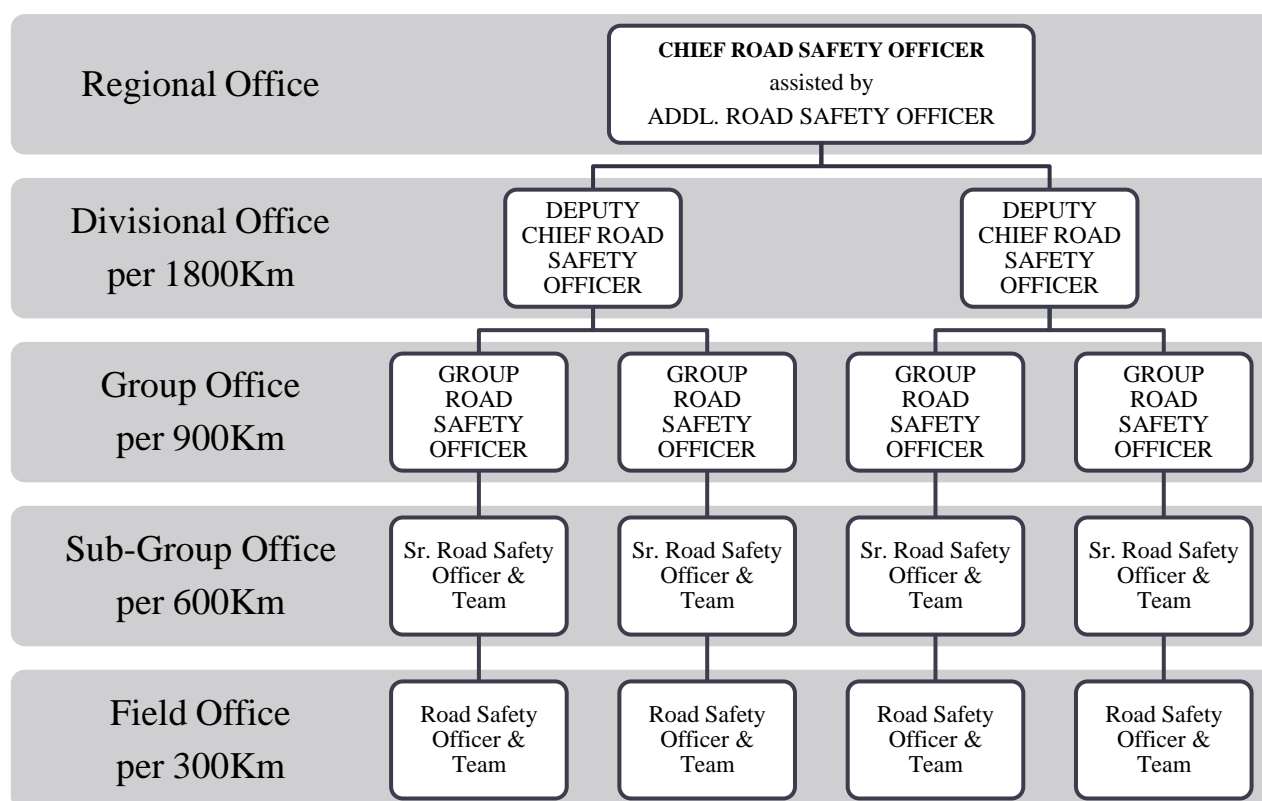 Regional Office
CHIEF ROAD SAFETY OFFICER
assisted by
ADDL. ROAD SAFETY OFFICER
Divisional Office
per 1800Km
DEPUTY
CHIEF ROAD
SAFETY
OFFICER
DEPUTY
CHIEF ROAD
SAFETY
OFFICER
Group Office
per 900Km
GROUP
ROAD
SAFETY
OFFICER
GROUP
ROAD
SAFETY
OFFICER
GROUP
ROAD
SAFETY
OFFICER
GROUP
ROAD
SAFETY
OFFICER
Sub-Group Office
per 600Km
Sr. Road Safety
Officer &
Team
Sr. Road Safety
Officer &
Team
Sr. Road Safety
Officer &
Team
Sr. Road Safety
Officer &
Team
Field Office
per 300Km
Road Safety
Officer &
Team
Road Safety
Officer &
Team
Road Safety
Officer &
Team
Road Safety
Officer &
Team